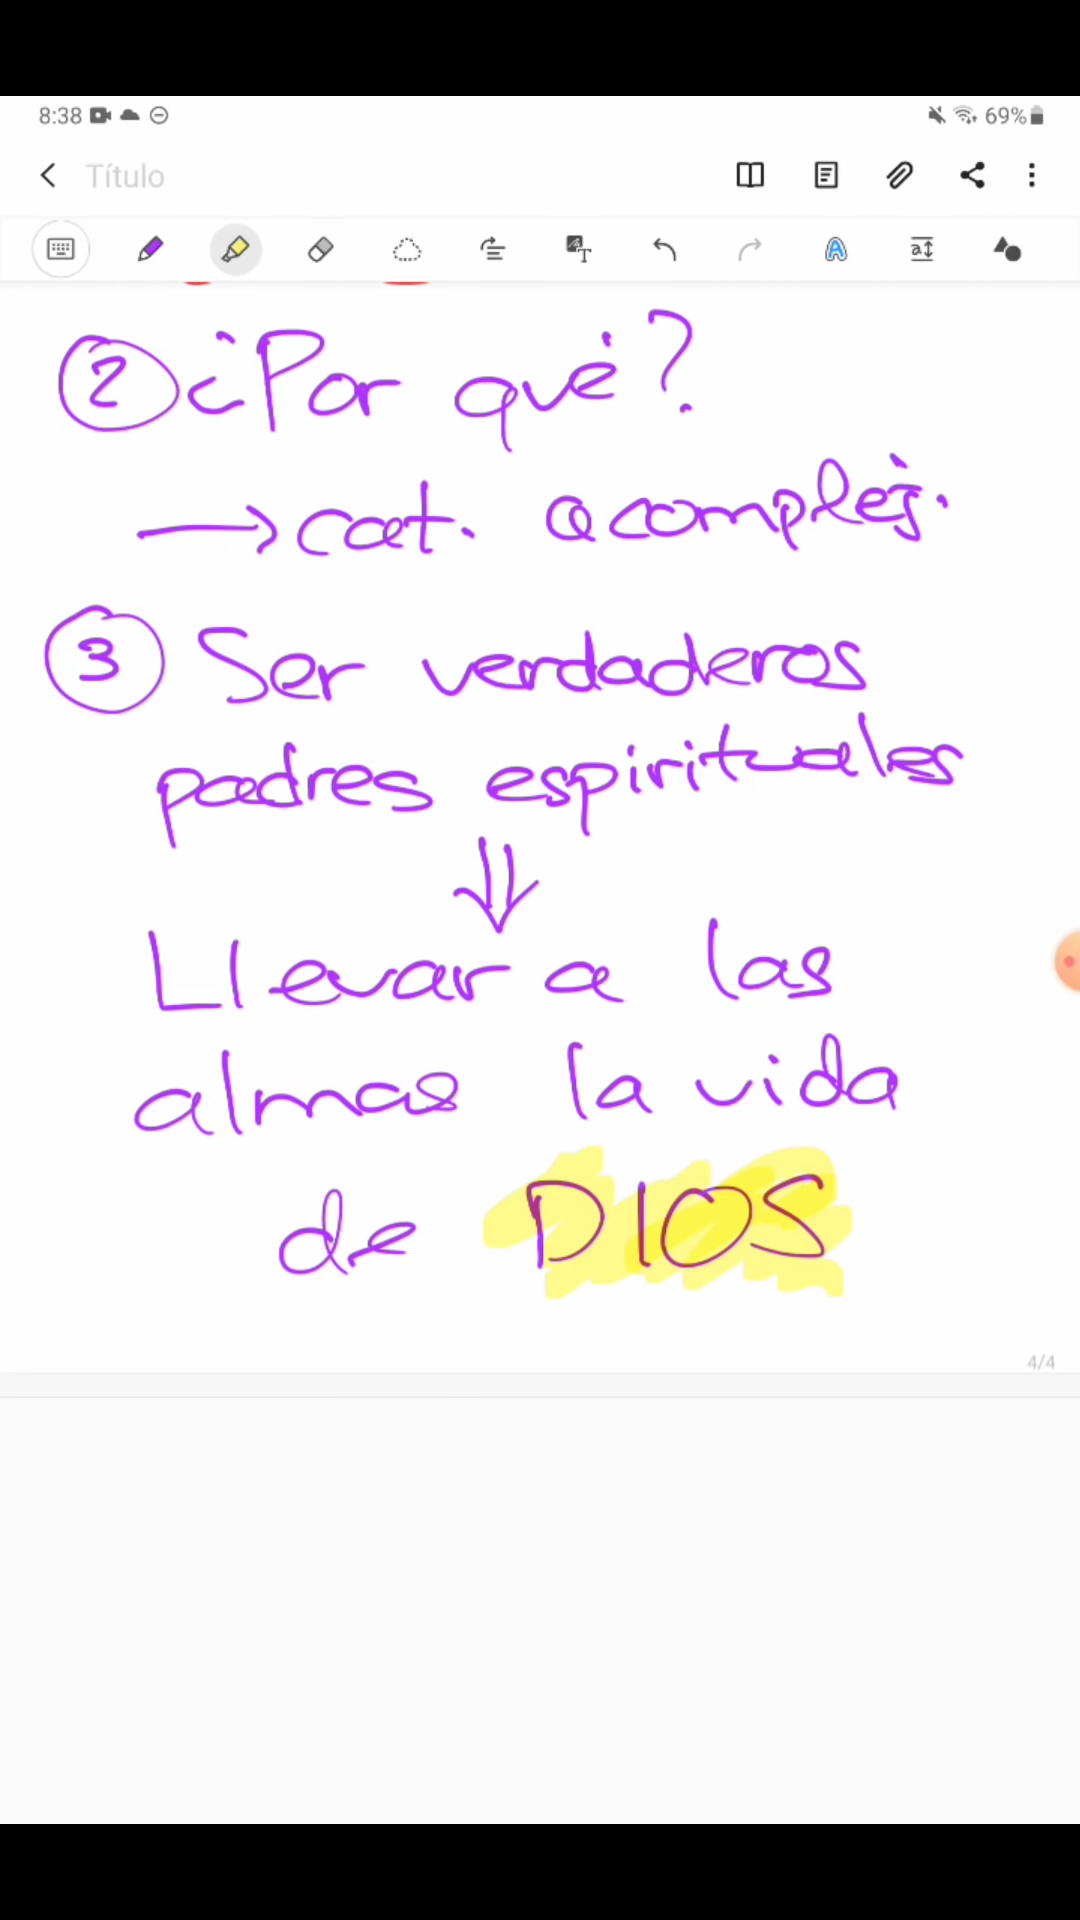 8:38 69%
Título
② ¿Por qué?
→ cat. acomplej.
③ Ser verdaderos
padres espirituales
⇓
Llevar a las
almas la vida
de DIOS
4/4